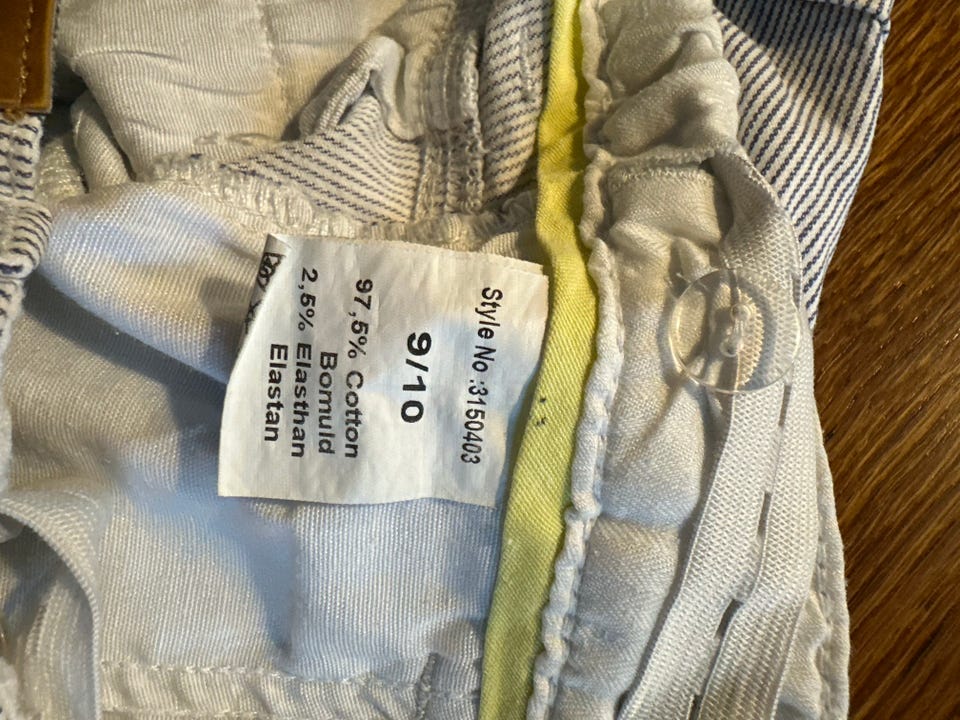 Style No .:3150403
9/10
97,5% Cotton
Bomuld
2,5% Elasthan
Elastan